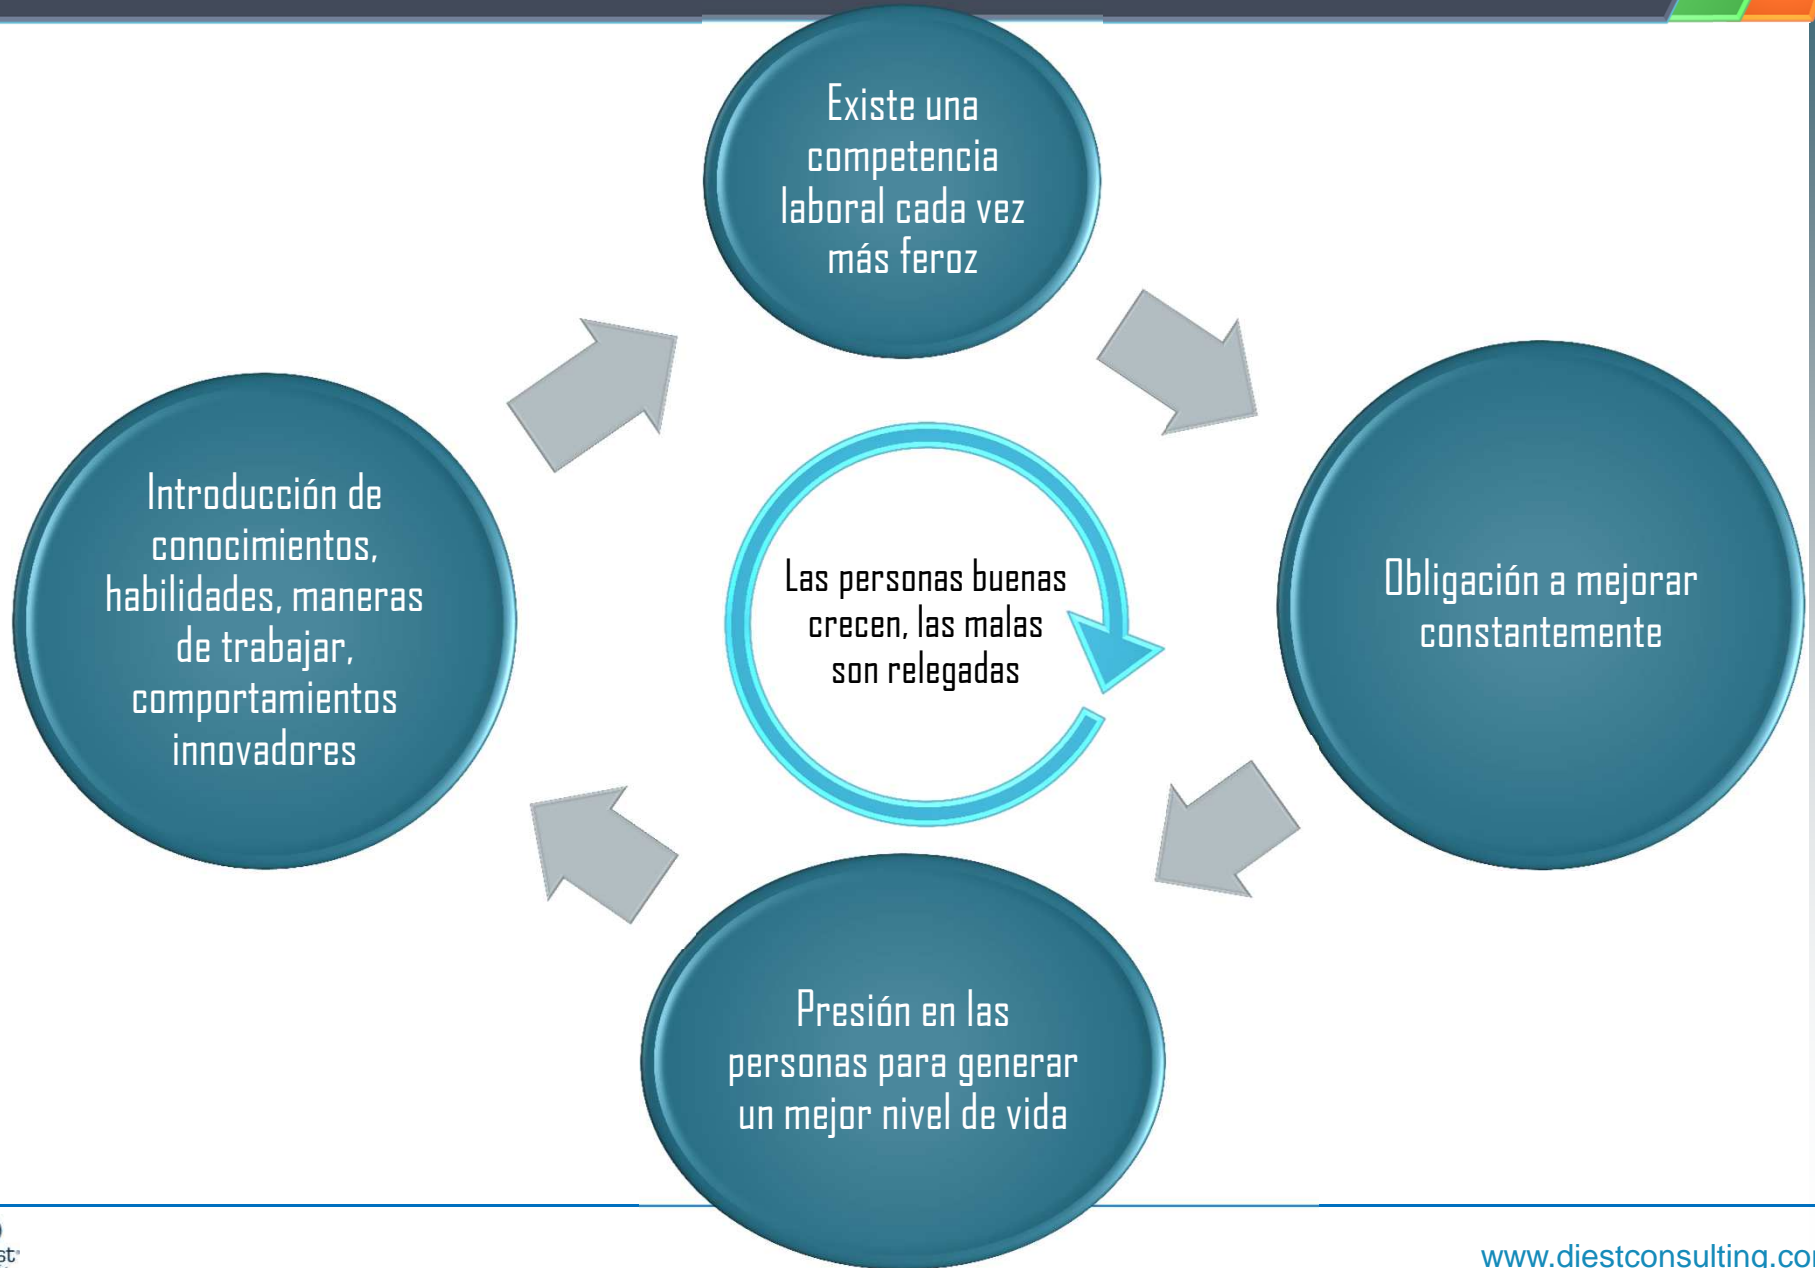 Existe una
competencia
laboral cada vez
más feroz
Obligación a mejorar
constantemente
Presión en las
personas para generar
un mejor nivel de vida
Introducción de
conocimientos,
habilidades, maneras
de trabajar,
comportamientos
innovadores
Las personas buenas
crecen, las malas
son relegadas
www.diestconsulting.co